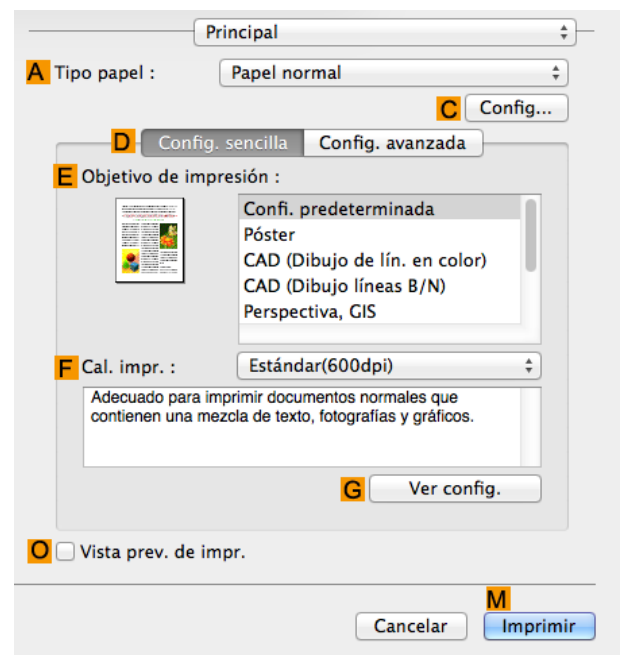 Principal
A Tipo papel : Papel normal
C Config...
D Config. sencilla Config. avanzada
E Objetivo de impresión :
Confi. predeterminada
Póster
CAD (Dibujo de lín. en color)
CAD (Dibujo líneas B/N)
Perspectiva, GIS
F Cal. impr. : Estándar(600dpi)
Adecuado para imprimir documentos normales que
contienen una mezcla de texto, fotografías y gráficos.
G Ver config.
O Vista prev. de impr.
M
Cancelar Imprimir